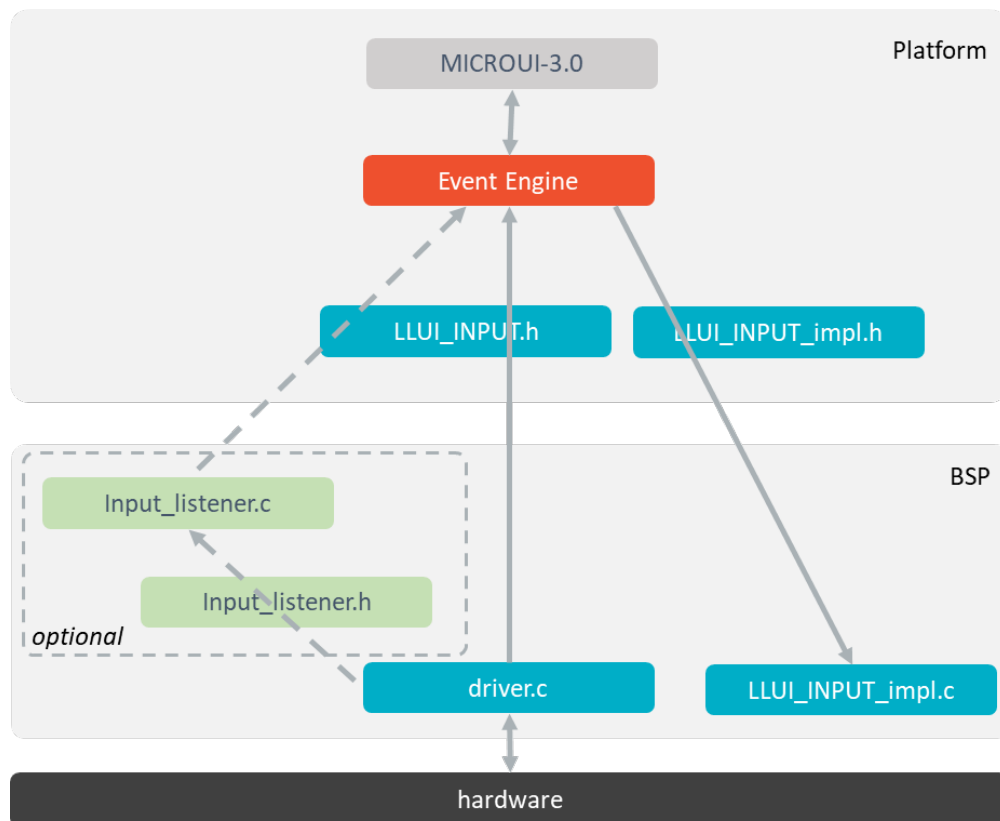 Platform
MICROUI-3.0
Event Engine
LLUI_INPUT.h
LLUI_INPUT_impl.h
BSP
Input_listener.c
Input_listener.h
optional
driver.c
LLUI_INPUT_impl.c
hardware